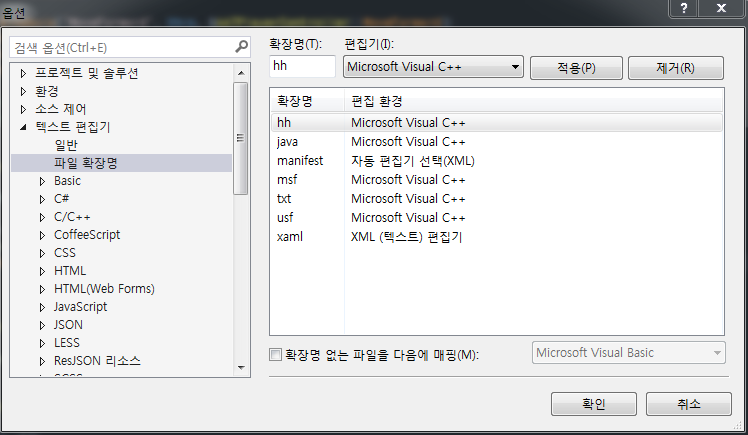 옵션
검색 옵션(Ctrl+E)
프로젝트 및 솔루션
환경
소스 제어
텍스트 편집기
일반
파일 확장명
Basic
C#
C/C++
CoffeeScript
CSS
HTML
HTML(Web Forms)
JavaScript
JSON
LESS
ResJSON 리소스
확장명(T): 편집기(I):
hh Microsoft Visual C++ 적용(P) 제거(R)
확장명 편집 환경
hh Microsoft Visual C++
java Microsoft Visual C++
manifest 자동 편집기 선택(XML)
msf Microsoft Visual C++
txt Microsoft Visual C++
usf Microsoft Visual C++
xaml XML (텍스트) 편집기
확장명 없는 파일을 다음에 매핑(M): Microsoft Visual Basic
확인 취소